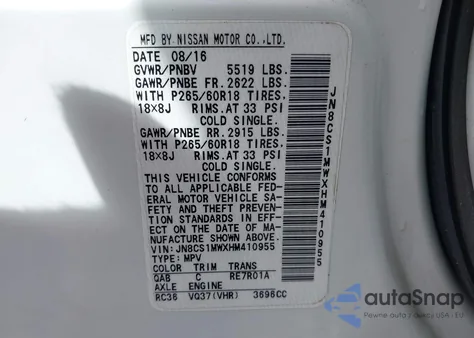 MFD BY NISSAN MOTOR CO.,LTD.
DATE 08/16
GVWR/PNBV 5519 LBS.
GAWR/PNBE FR. 2622 LBS.
WITH P265/60R18 TIRES,
18X8J RIMS,AT 33 PSI
COLD SINGLE.
GAWR/PNBE RR. 2915 LBS.
WITH P265/60R18 TIRES,
18X8J RIMS,AT 33 PSI
COLD SINGLE.
THIS VEHICLE CONFORMS
TO ALL APPLICABLE FED-
ERAL MOTOR VEHICLE SA-
FETY AND THEFT PREVENT-
ION STANDARDS IN EFF-
ECT ON THE DATE OF MA-
NUFACTURE SHOWN ABOVE.
VIN: JN8CS1MWXHM410955
TYPE: MPV
COLOR TRIM TRANS
QAB C RE7R01A
AXLE ENGINE
RC36 VQ37(VHR) 3696CC
JN8CS1MWXHM410955
autoSnap